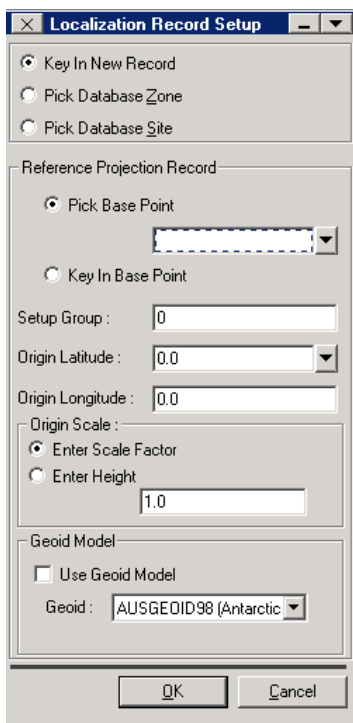 Localization Record Setup
Key In New Record
Pick Database Zone
Pick Database Site
Reference Projection Record
Pick Base Point
Key In Base Point
Setup Group : 0
Origin Latitude : 0.0
Origin Longitude : 0.0
Origin Scale :
Enter Scale Factor
Enter Height
1.0
Geoid Model
Use Geoid Model
Geoid : AUSGEOID98 (Antarctic
OK Cancel